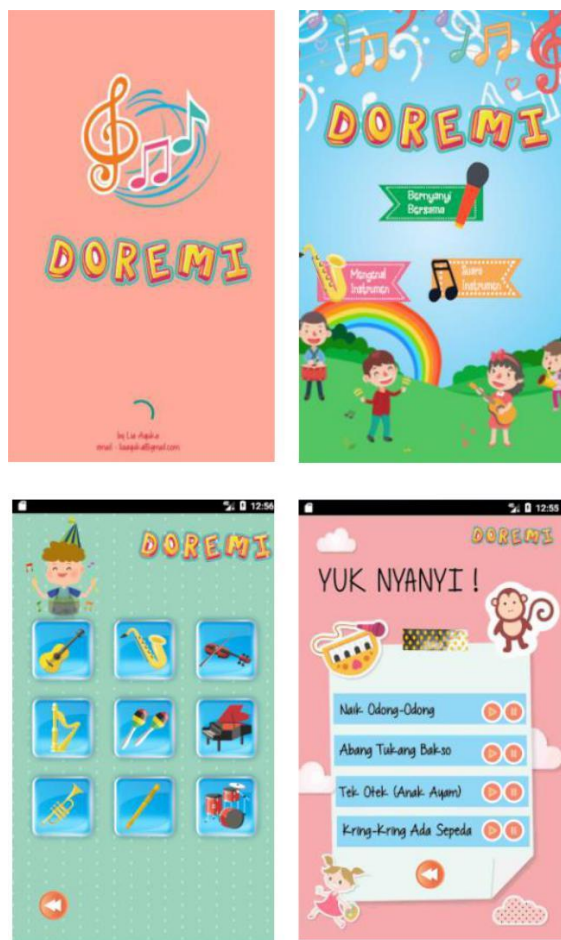 DOREMI
by Lia Aqska
DOREMI
Bernyanyi
Bersama
Mengenal
Instrumen
Suara
Instrumen
12:56
DOREMI
12:55
DOREMI
YUK NYANYI !
Naik Odong-Odong
Abang Tukang Bakso
Tek Otek (Anak Ayam)
Kring-Kring Ada Sepeda